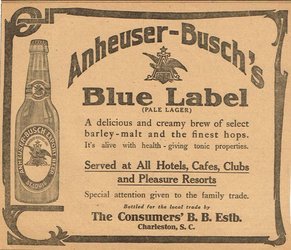 Anheuser-Busch's
Blue Label
(PALE LAGER)
A delicious and creamy brew of select
barley-malt and the finest hops.
It's alive with health-giving tonic properties.
Served at All Hotels, Cafes, Clubs
and Pleasure Resorts
Special attention given to the family trade.
Bottled for the local trade by
The Consumers' B. B. Estb.
Charleston, S. C.